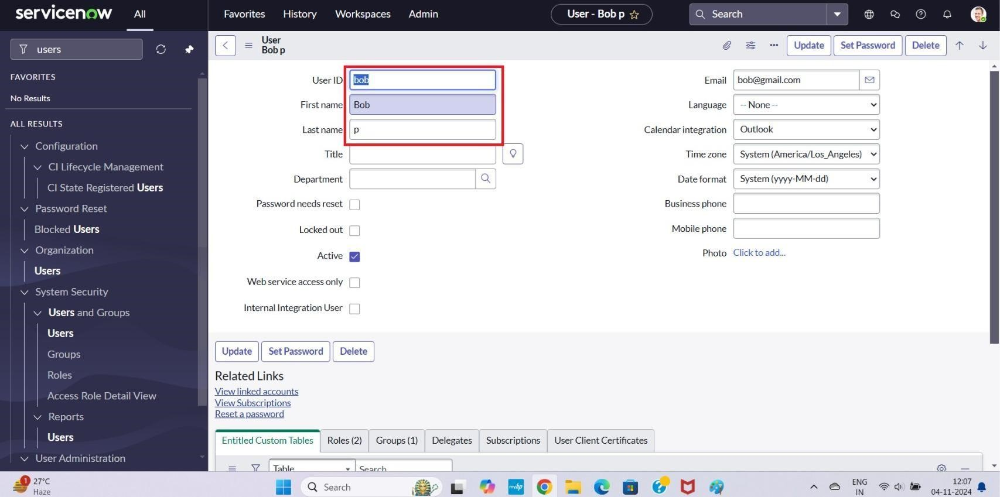 servicenow
All
Favorites
History
Workspaces
Admin
User - Bob p
Search
users
FAVORITES
No Results
ALL RESULTS
Configuration
CI Lifecycle Management
CI State Registered Users
Password Reset
Blocked Users
Organization
Users
System Security
Users and Groups
Users
Groups
Roles
Access Role Detail View
Reports
Users
User Administration
User
Bob p
Update
Set Password
Delete
User ID bob
First name Bob
Last name p
Title
Department
Password needs reset
Locked out
Active
Web service access only
Internal Integration User
Email bob@gmail.com
Language -- None --
Calendar integration Outlook
Time zone System (America/Los_Angeles)
Date format System (yyyy-MM-dd)
Business phone
Mobile phone
Photo Click to add...
Update
Set Password
Delete
Related Links
View linked accounts
View Subscriptions
Reset a password
Entitled Custom Tables
Roles (2)
Groups (1)
Delegates
Subscriptions
User Client Certificates
Table
Search
1
27°C
Haze
Search
myhp
ENG
IN
12:07
04-11-2024